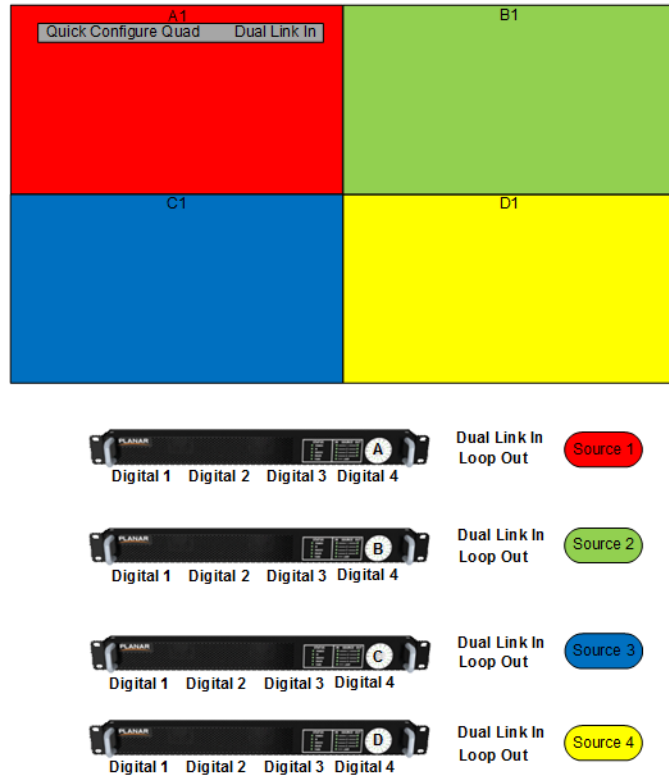 A1
B1
Quick Configure Quad Dual Link In
C1
D1
PLANAR
A
Dual Link In
Loop Out
Source 1
Digital 1 Digital 2 Digital 3 Digital 4
PLANAR
B
Dual Link In
Loop Out
Source 2
Digital 1 Digital 2 Digital 3 Digital 4
PLANAR
C
Dual Link In
Loop Out
Source 3
Digital 1 Digital 2 Digital 3 Digital 4
PLANAR
D
Dual Link In
Loop Out
Source 4
Digital 1 Digital 2 Digital 3 Digital 4